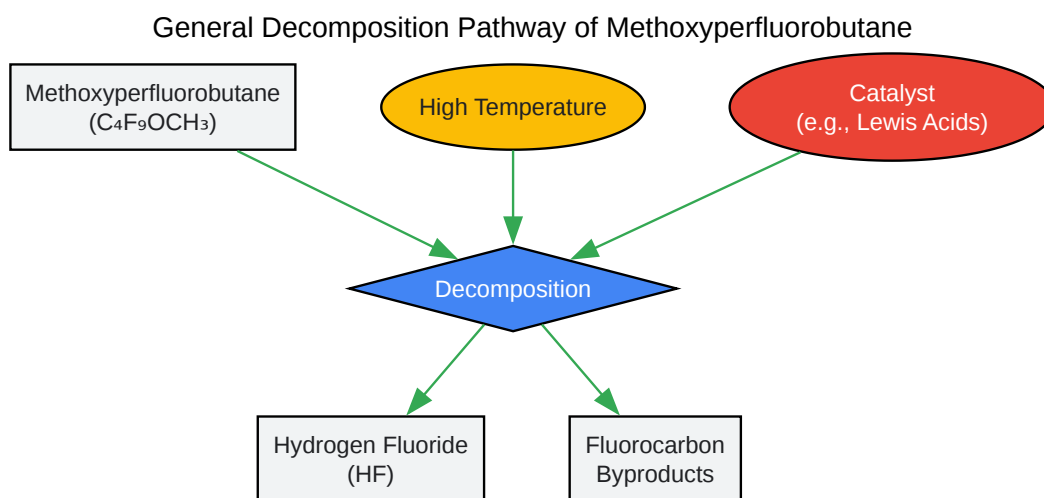 General Decomposition Pathway of Methoxyperfluorobutane
Methoxyperfluorobutane
(C₄F₉OCH₃)
High Temperature
Catalyst
(e.g., Lewis Acids)
Decomposition
Hydrogen Fluoride
(HF)
Fluorocarbon
Byproducts